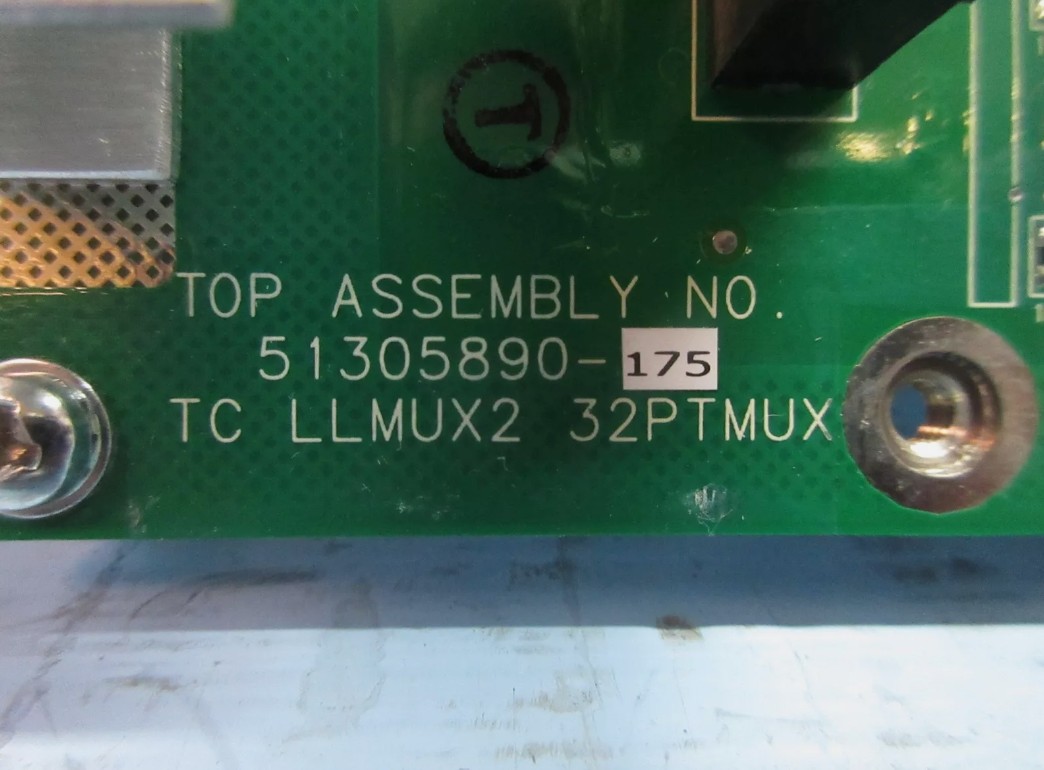 T
TOP ASSEMBLY NO.
51305890-175
TC LLMUX2 32PTMUX